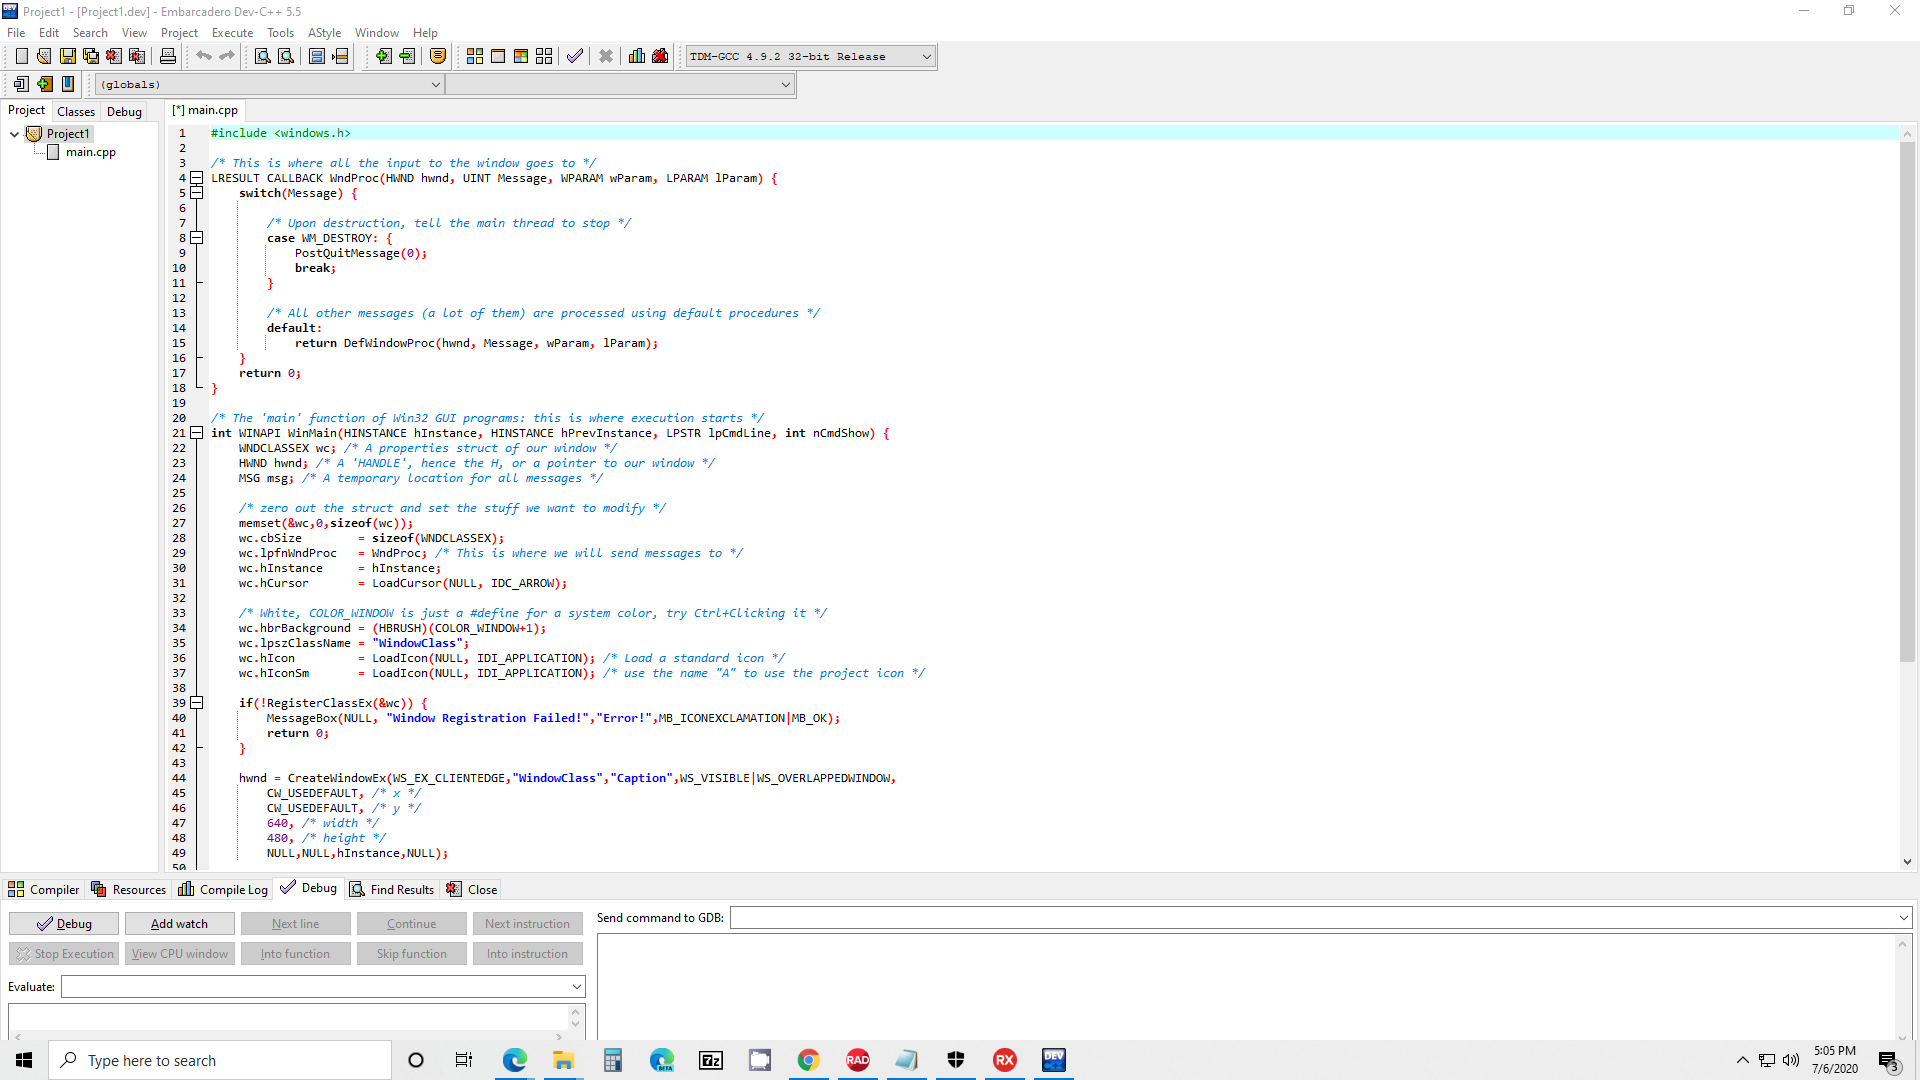 Project1 - [Project1.dev] - Embarcadero Dev-C++ 5.5
File Edit Search View Project Execute Tools AStyle Window Help
TDM-GCC 4.9.2 32-bit Release
(globals)
Project Classes Debug
[*] main.cpp
Project1
main.cpp
1 #include <windows.h>
2
3 /* This is where all the input to the window goes to */
4 LRESULT CALLBACK WndProc(HWND hwnd, UINT Message, WPARAM wParam, LPARAM lParam) {
5 switch(Message) {
6
7 /* Upon destruction, tell the main thread to stop */
8 case WM_DESTROY: {
9 PostQuitMessage(0);
10 break;
11 }
12
13 /* All other messages (a lot of them) are processed using default procedures */
14 default:
15 return DefWindowProc(hwnd, Message, wParam, lParam);
16 }
17 return 0;
18 }
19
20 /* The 'main' function of Win32 GUI programs: this is where execution starts */
21 int WINAPI WinMain(HINSTANCE hInstance, HINSTANCE hPrevInstance, LPSTR lpCmdLine, int nCmdShow) {
22 WNDCLASSEX wc; /* A properties struct of our window */
23 HWND hwnd; /* A 'HANDLE', hence the H, or a pointer to our window */
24 MSG msg; /* A temporary location for all messages */
25
26 /* zero out the struct and set the stuff we want to modify */
27 memset(&wc,0,sizeof(wc));
28 wc.cbSize = sizeof(WNDCLASSEX);
29 wc.lpfnWndProc = WndProc; /* This is where we will send messages to */
30 wc.hInstance = hInstance;
31 wc.hCursor = LoadCursor(NULL, IDC_ARROW);
32
33 /* White, COLOR_WINDOW is just a #define for a system color, try Ctrl+Clicking it */
34 wc.hbrBackground = (HBRUSH)(COLOR_WINDOW+1);
35 wc.lpszClassName = "WindowClass";
36 wc.hIcon = LoadIcon(NULL, IDI_APPLICATION); /* Load a standard icon */
37 wc.hIconSm = LoadIcon(NULL, IDI_APPLICATION); /* use the name "A" to use the project icon */
38
39 if(!RegisterClassEx(&wc)) {
40 MessageBox(NULL, "Window Registration Failed!","Error!",MB_ICONEXCLAMATION|MB_OK);
41 return 0;
42 }
43
44 hwnd = CreateWindowEx(WS_EX_CLIENTEDGE,"WindowClass","Caption",WS_VISIBLE|WS_OVERLAPPEDWINDOW,
45 CW_USEDEFAULT, /* x */
46 CW_USEDEFAULT, /* y */
47 640, /* width */
48 480, /* height */
49 NULL,NULL,hInstance,NULL);
50
Compiler Resources Compile Log Debug Find Results Close
Debug Add watch Next line Continue Next instruction
Send command to GDB:
Stop Execution View CPU window Into function Skip function Into instruction
Evaluate:
Type here to search
BETA 7z RAD RX DEV
5:05 PM
7/6/2020
3